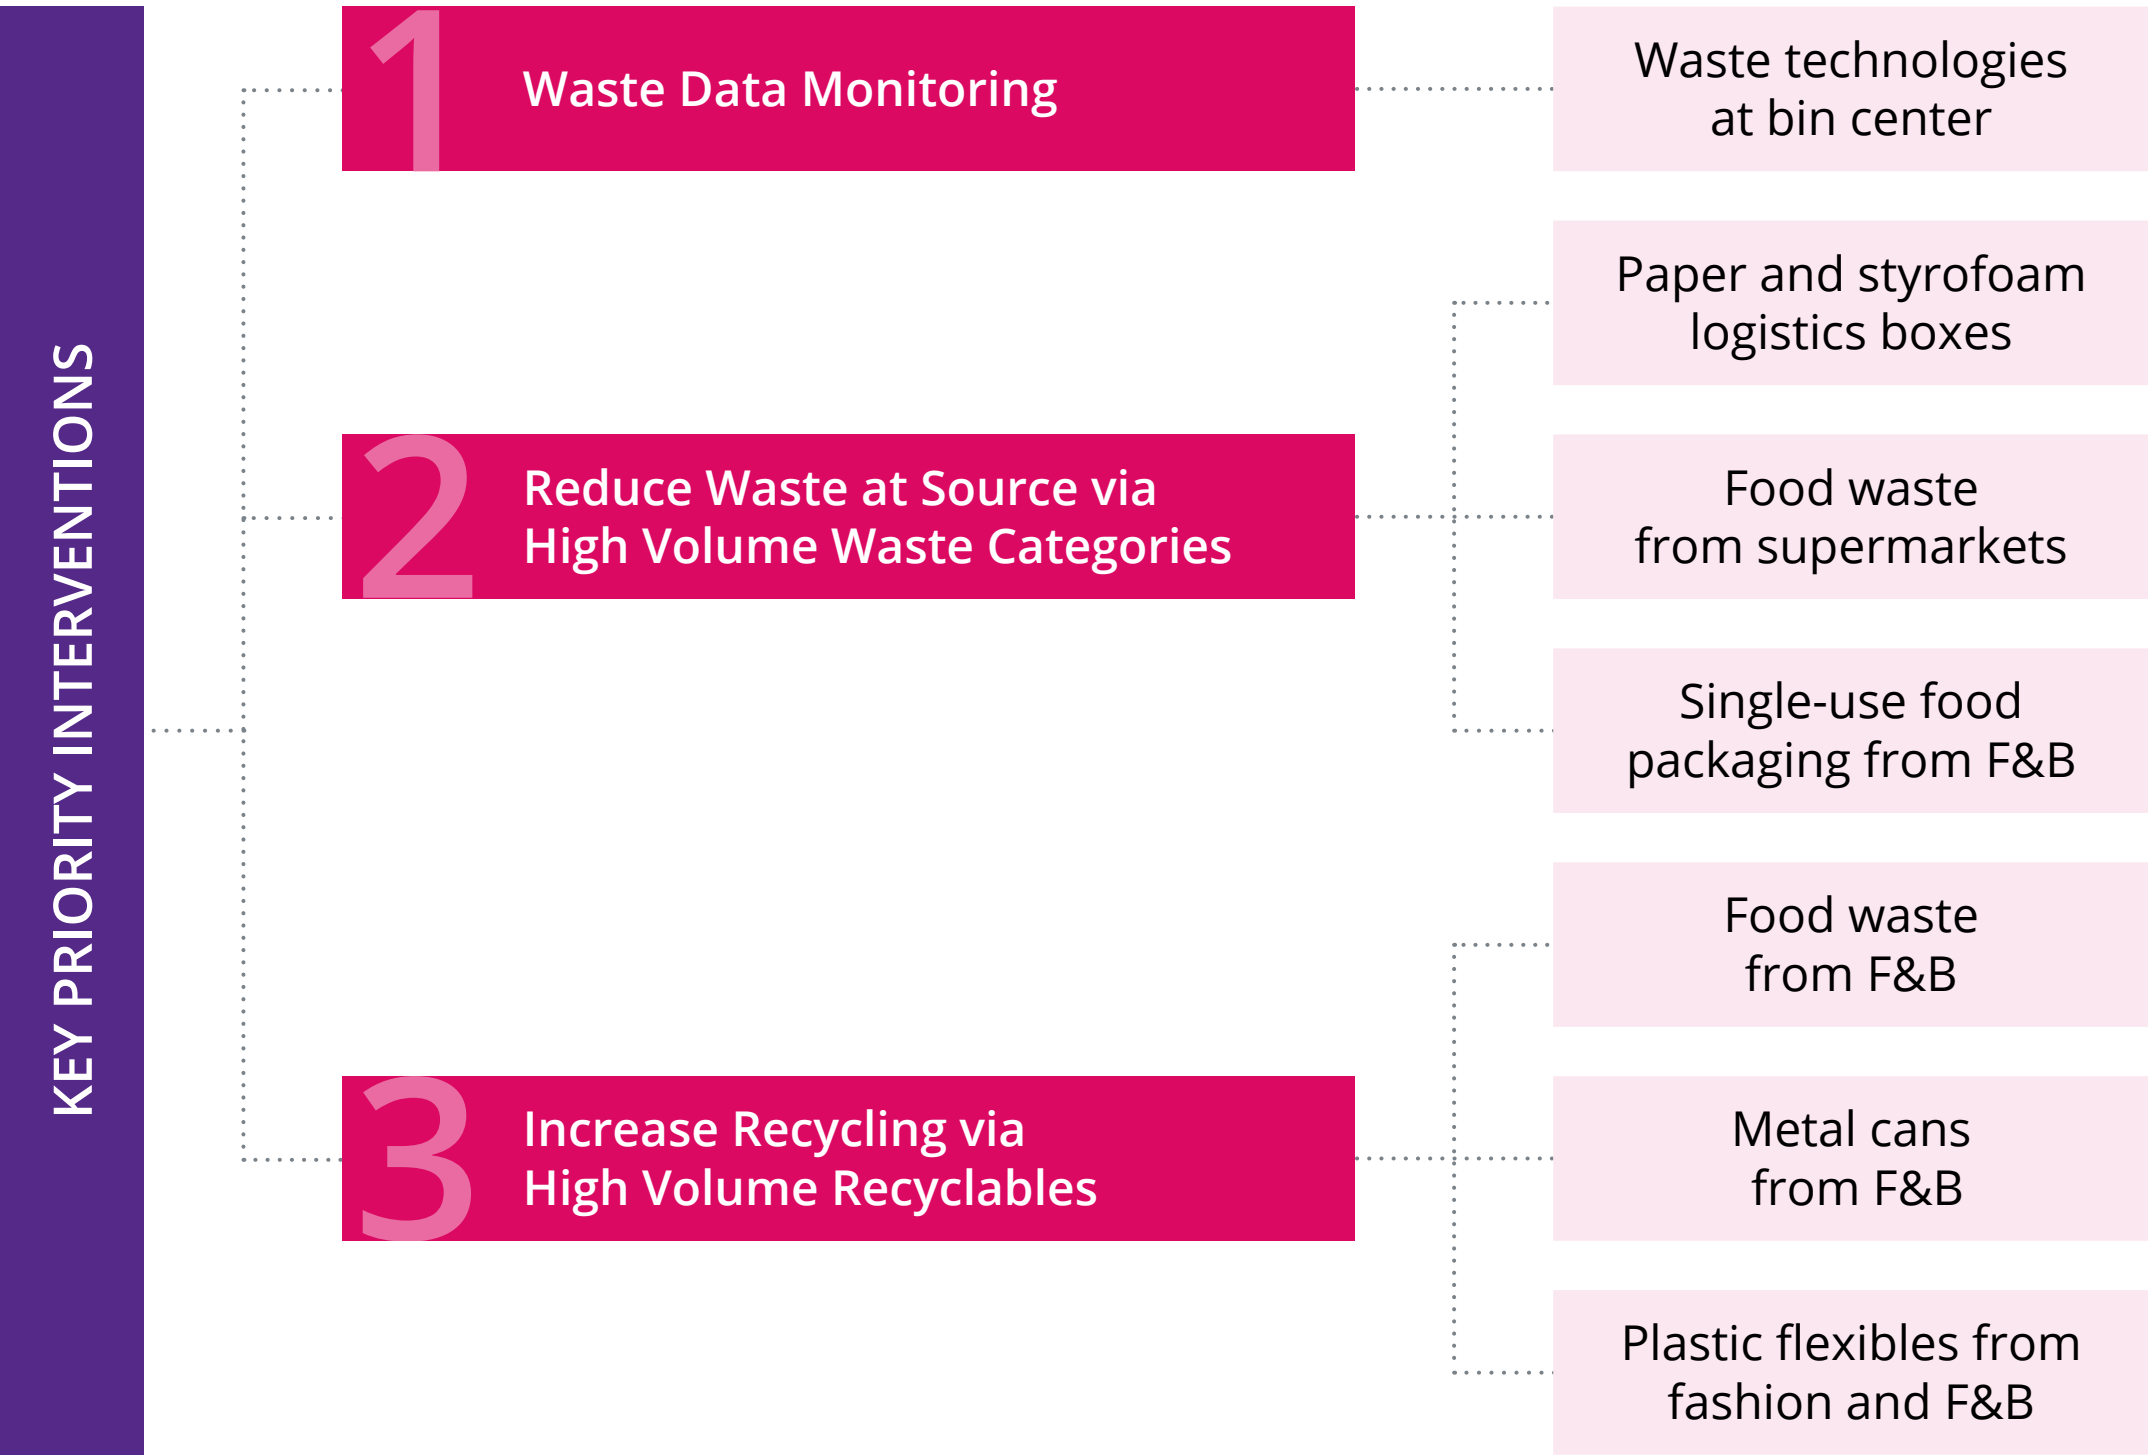 KEY PRIORITY INTERVENTIONS
1
Waste Data Monitoring
Waste technologies
at bin center
2
Reduce Waste at Source via
High Volume Waste Categories
Paper and styrofoam
logistics boxes
Food waste
from supermarkets
Single-use food
packaging from F&B
3
Increase Recycling via
High Volume Recyclables
Food waste
from F&B
Metal cans
from F&B
Plastic flexibles from
fashion and F&B